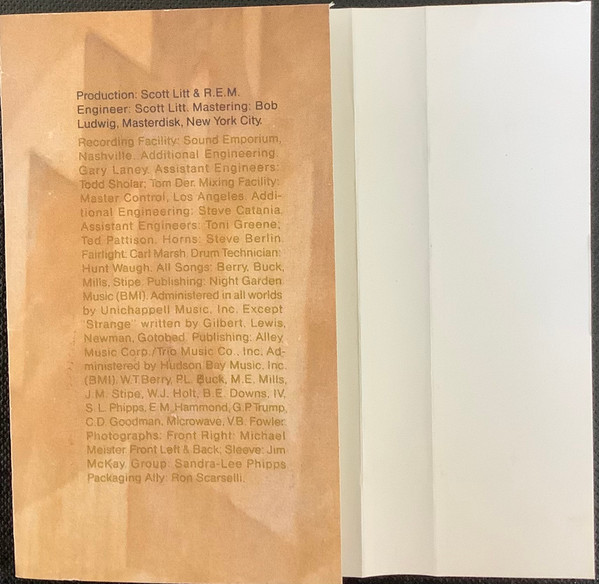 Production: Scott Litt & R.E.M.
Engineer: Scott Litt. Mastering: Bob
Ludwig, Masterdisk, New York City.
Recording Facility: Sound Emporium,
Nashville. Additional Engineering:
Gary Laney. Assistant Engineers:
Todd Sholar; Tom Der. Mixing Facility:
Master Control, Los Angeles. Addi-
tional Engineering: Steve Catania.
Assistant Engineers: Toni Greene;
Ted Pattison. Horns: Steve Berlin.
Fairlight: Carl Marsh. Drum Technician:
Hunt Waugh. All Songs: Berry, Buck,
Mills, Stipe. Publishing: Night Garden
Music (BMI). Administered in all worlds
by Unichappell Music, Inc. Except
"Strange" written by Gilbert, Lewis,
Newman, Gotobed. Publishing: Alley
Music Corp./Trio Music Co., Inc. Ad-
ministered by Hudson Bay Music, Inc.
(BMI). W.T. Berry, P.L. Buck, M.E. Mills,
J.M. Stipe, W.J. Holt, B.E. Downs, IV,
S.L. Phipps, E.M. Hammond, G.P. Trump,
C.D. Goodman, Microwave, V.B. Fowler.
Photographs: Front Right: Michael
Meister Front Left & Back, Sleeve: Jim
McKay. Group: Sandra-Lee Phipps
Packaging Ally: Ron Scarselli.